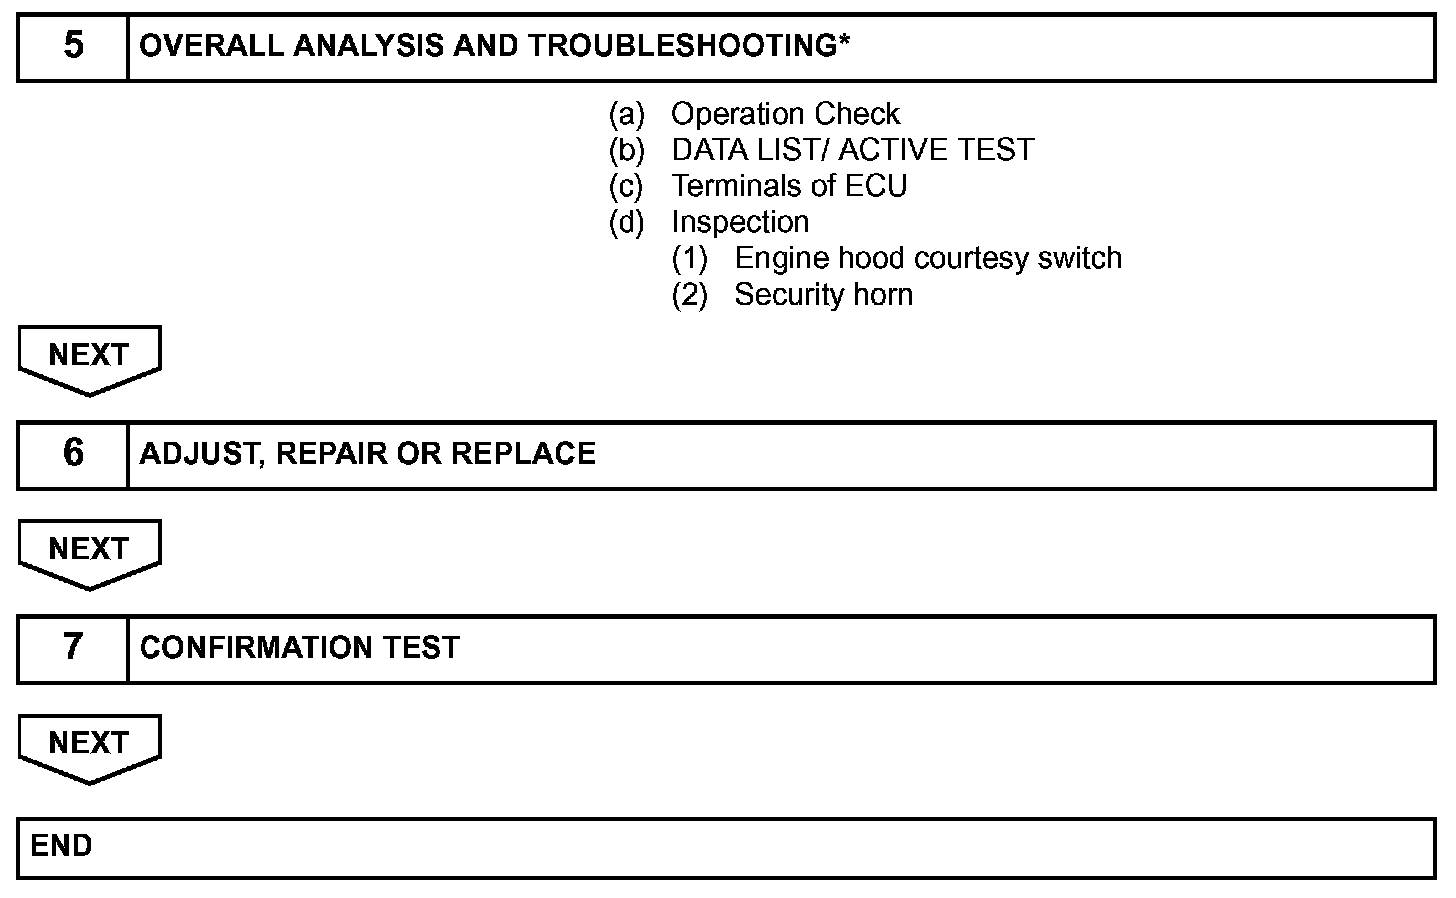 5 OVERALL ANALYSIS AND TROUBLESHOOTING*
(a) Operation Check
(b) DATA LIST/ ACTIVE TEST
(c) Terminals of ECU
(d) Inspection
(1) Engine hood courtesy switch
(2) Security horn
NEXT
6 ADJUST, REPAIR OR REPLACE
NEXT
7 CONFIRMATION TEST
NEXT
END